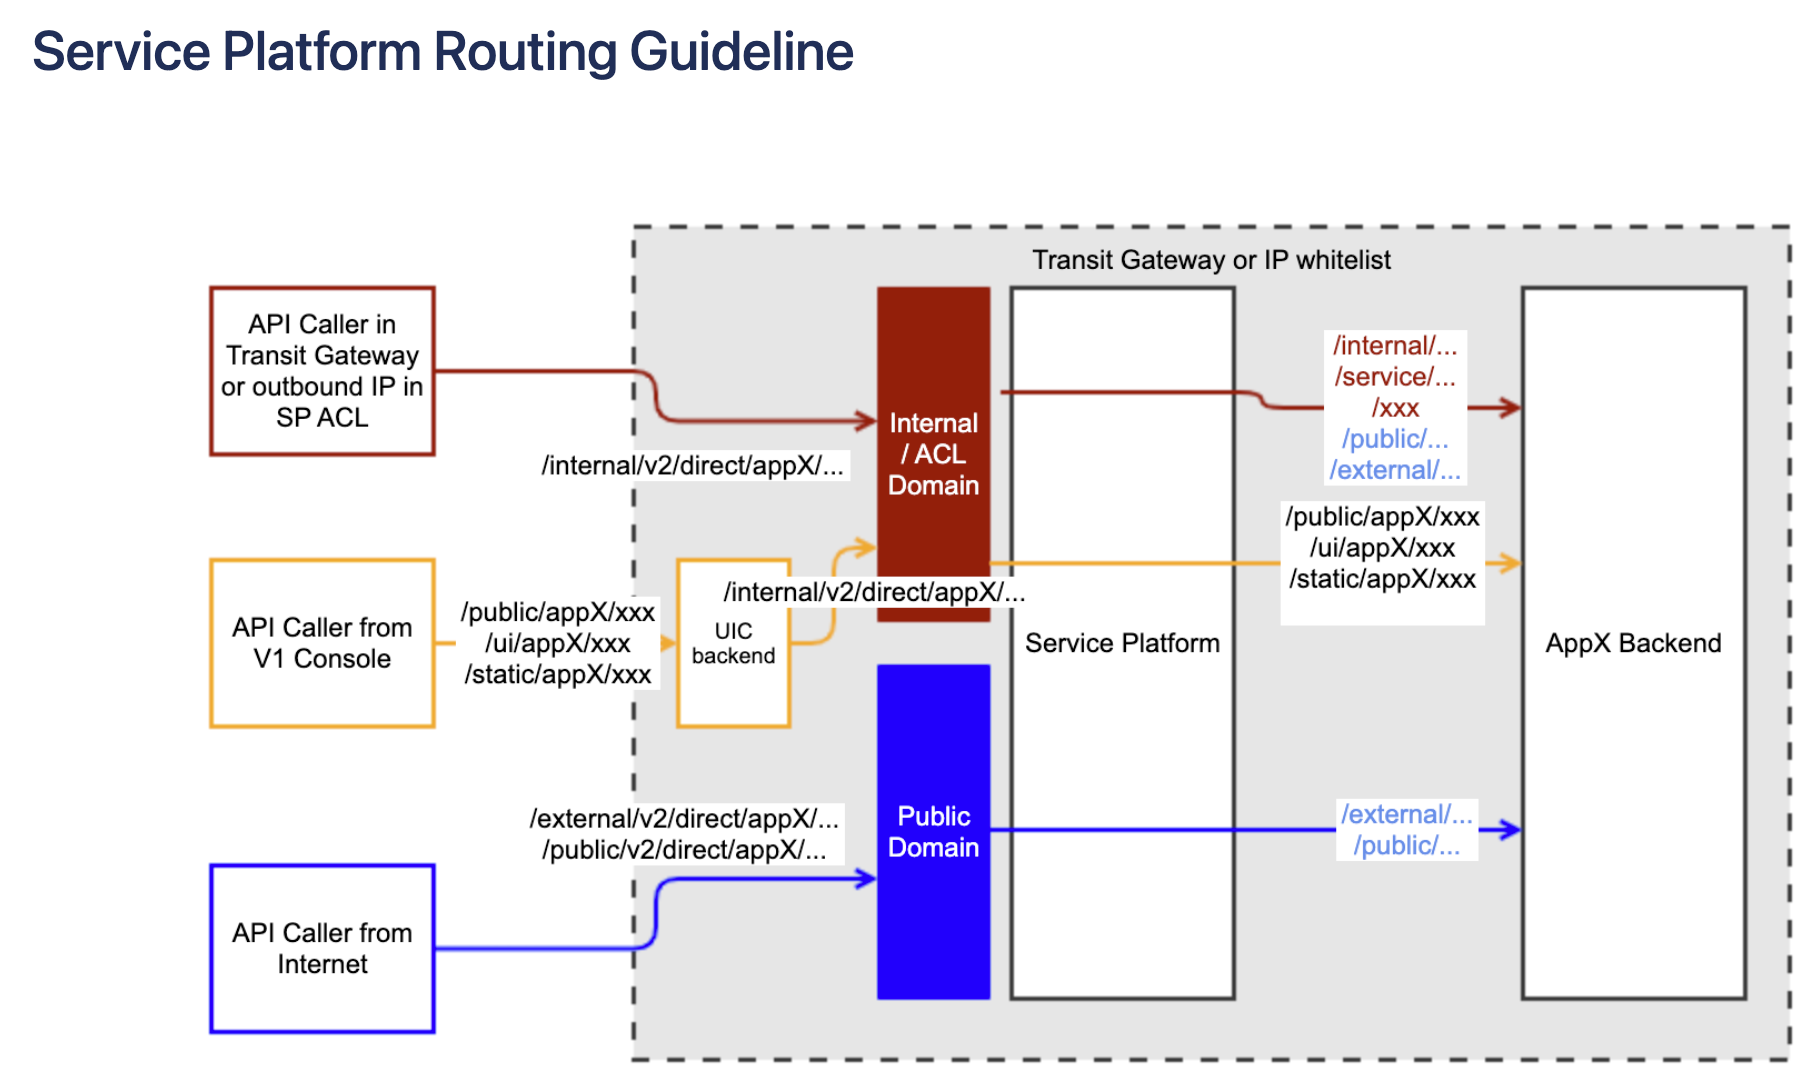 Service Platform Routing Guideline
Transit Gateway or IP whitelist
API Caller in
Transit Gateway
or outbound IP in
SP ACL
/internal/v2/direct/appX/...
Internal
/ ACL
Domain
/internal/...
/service/...
/xxx
/public/...
/external/...
API Caller from
V1 Console
/public/appX/xxx
/ui/appX/xxx
/static/appX/xxx
UIC
backend
/internal/v2/direct/appX/...
Service Platform
/public/appX/xxx
/ui/appX/xxx
/static/appX/xxx
AppX Backend
API Caller from
Internet
/external/v2/direct/appX/...
/public/v2/direct/appX/...
Public
Domain
/external/...
/public/...